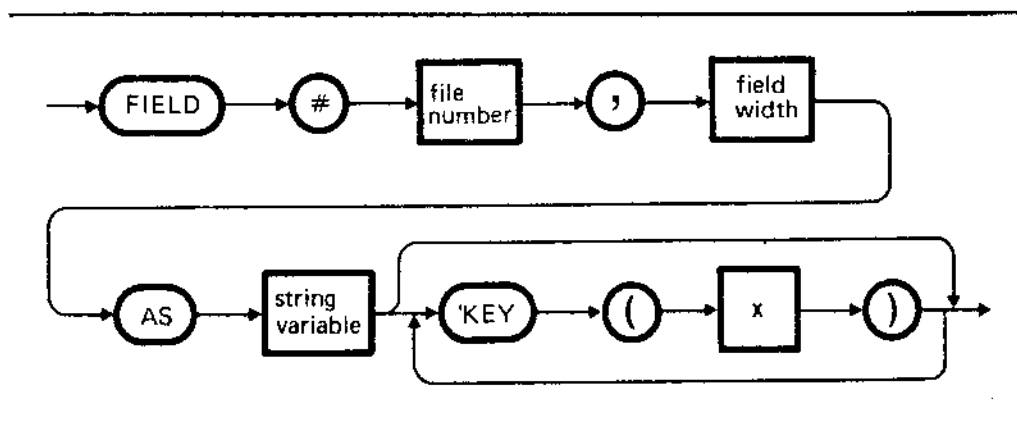 FIELD # file number , field width
AS string variable 'KEY ( x )